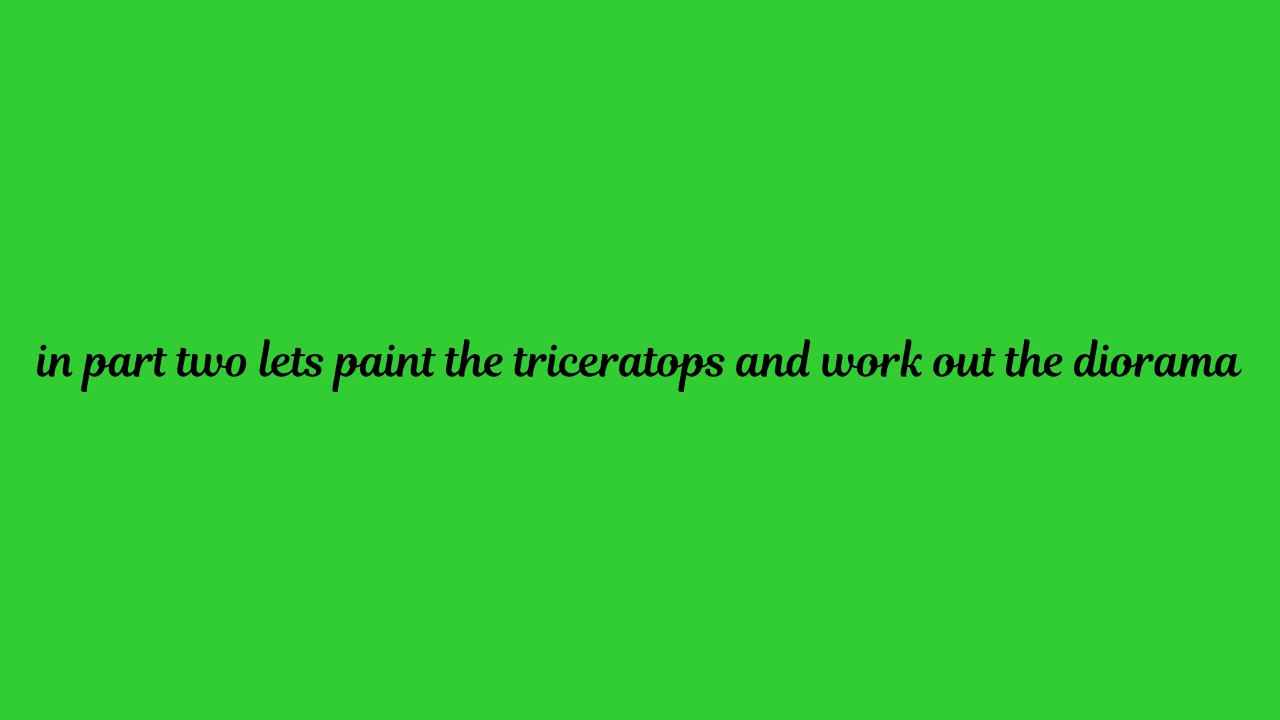 in part two lets paint the triceratops and work out the diorama